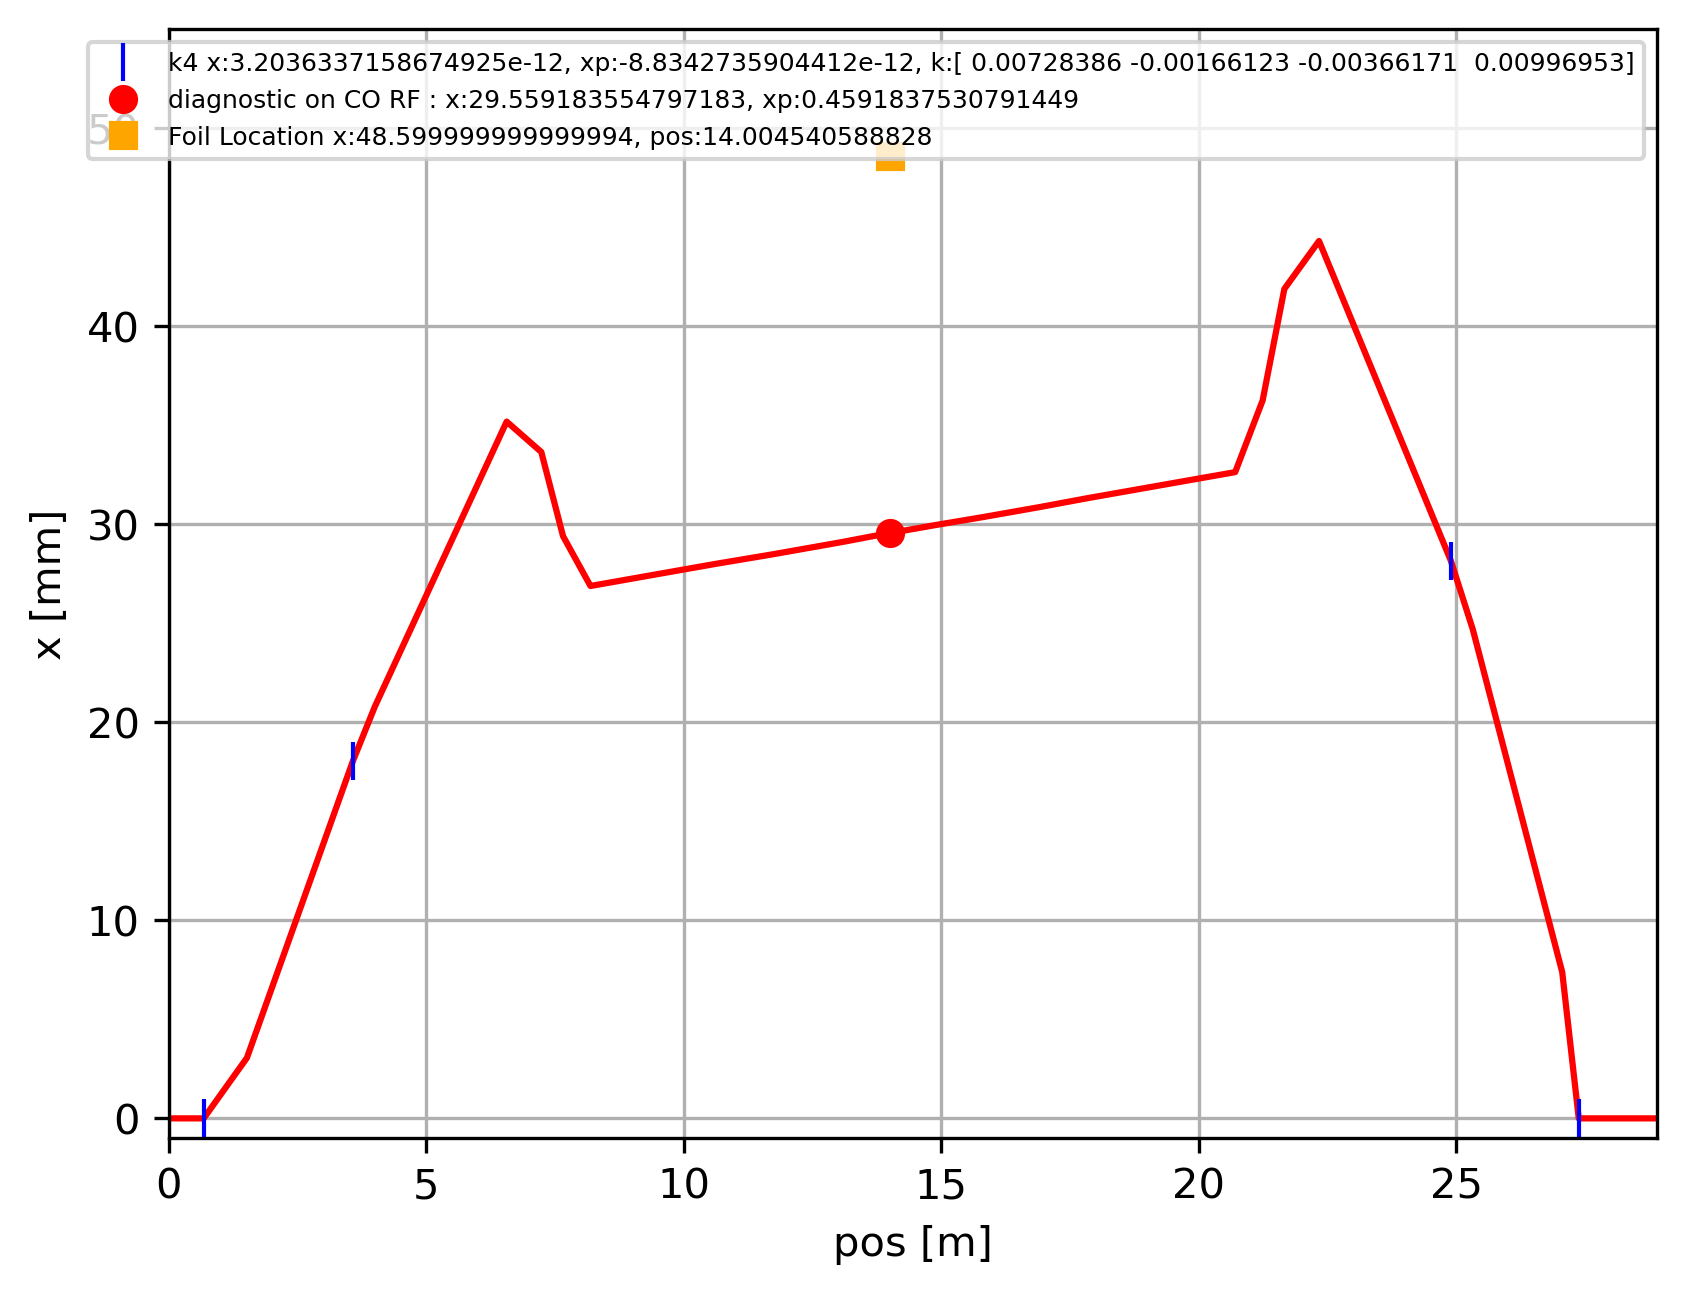 k4 x:3.2036337158674925e-12, xp:-8.8342735904412e-12, k:[ 0.00728386 -0.00166123 -0.00366171  0.00996953]
diagnostic on CO RF : x:29.559183554797183, xp:0.4591837530791449
50
Foil Location x:48.599999999999994, pos:14.004540588828
40
30
20
10
0
x [mm]
0 5 10 15 20 25
pos [m]